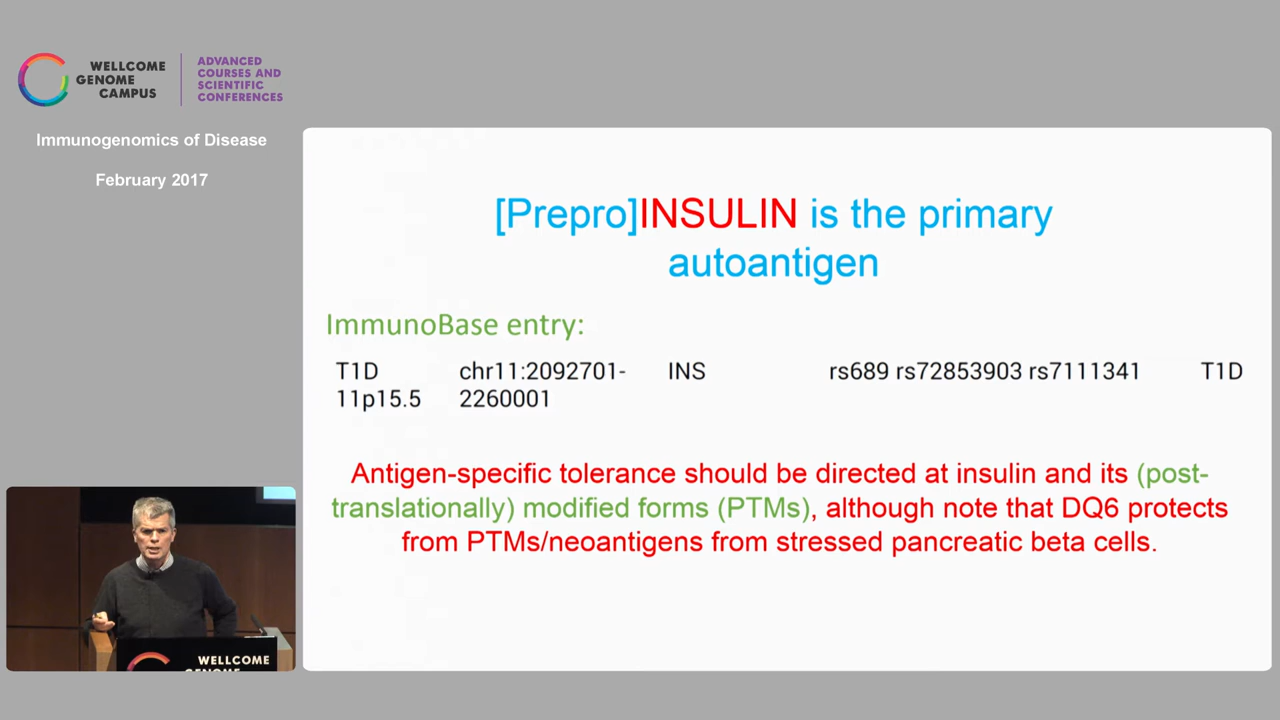 WELLCOME
GENOME
CAMPUS
ADVANCED
COURSES AND
SCIENTIFIC
CONFERENCES
Immunogenomics of Disease
February 2017
[Prepro]INSULIN is the primary
autoantigen
ImmunoBase entry:
T1D chr11:2092701- INS rs689 rs72853903 rs7111341 T1D
11p15.5 2260001
Antigen-specific tolerance should be directed at insulin and its (post-
translationally) modified forms (PTMs), although note that DQ6 protects
from PTMs/neoantigens from stressed pancreatic beta cells.
WELLCOME